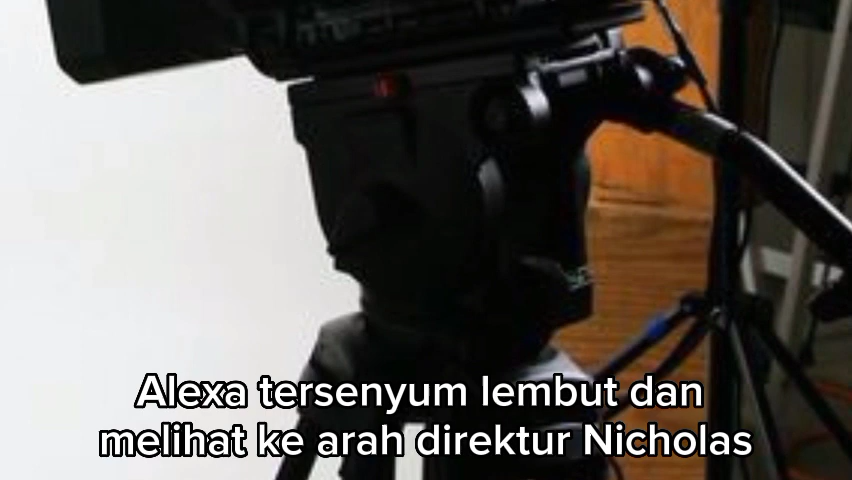 Alexa tersenyum lembut dan
melihat ke arah direktur Nicholas